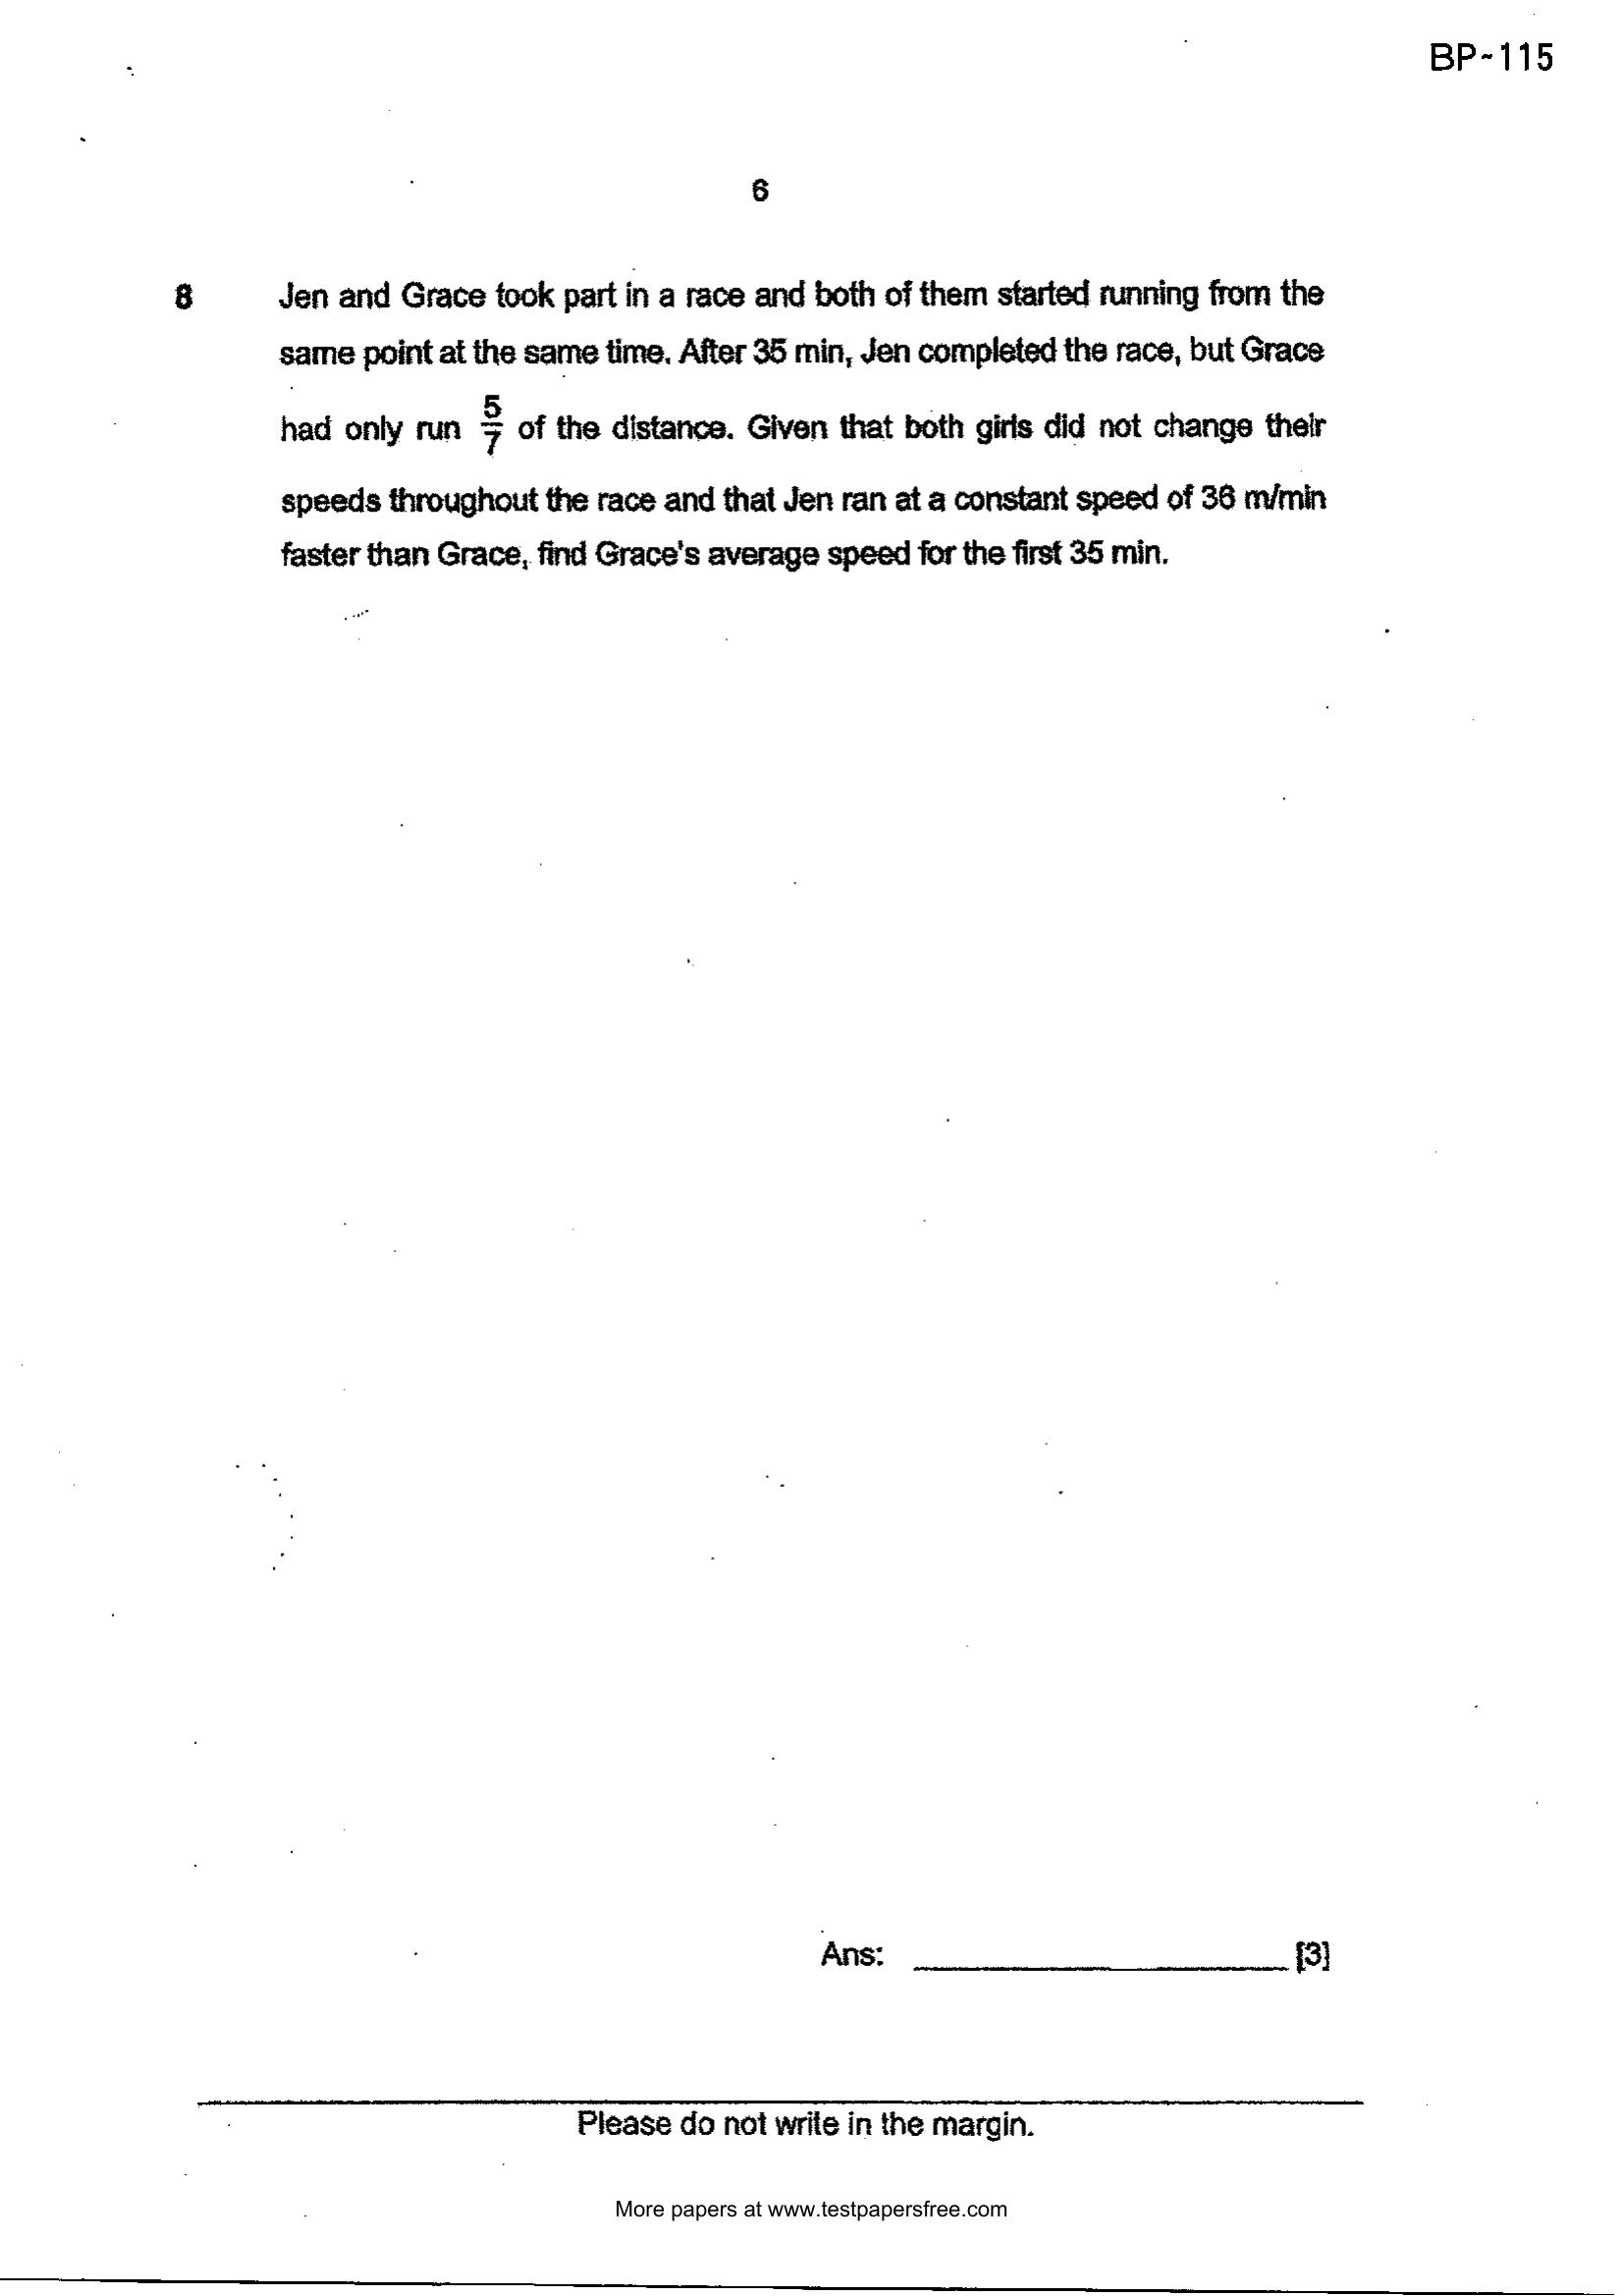 BP-115
6
8 Jen and Grace took part in a race and both of them started running from the
same point at the same time. After 35 min, Jen completed the race, but Grace
had only run 5/7 of the distance. Given that both girls did not change their
speeds throughout the race and that Jen ran at a constant speed of 36 m/min
faster than Grace, find Grace's average speed for the first 35 min.
Ans: ____________________ [3]
Please do not write in the margin.
More papers at www.testpapersfree.com